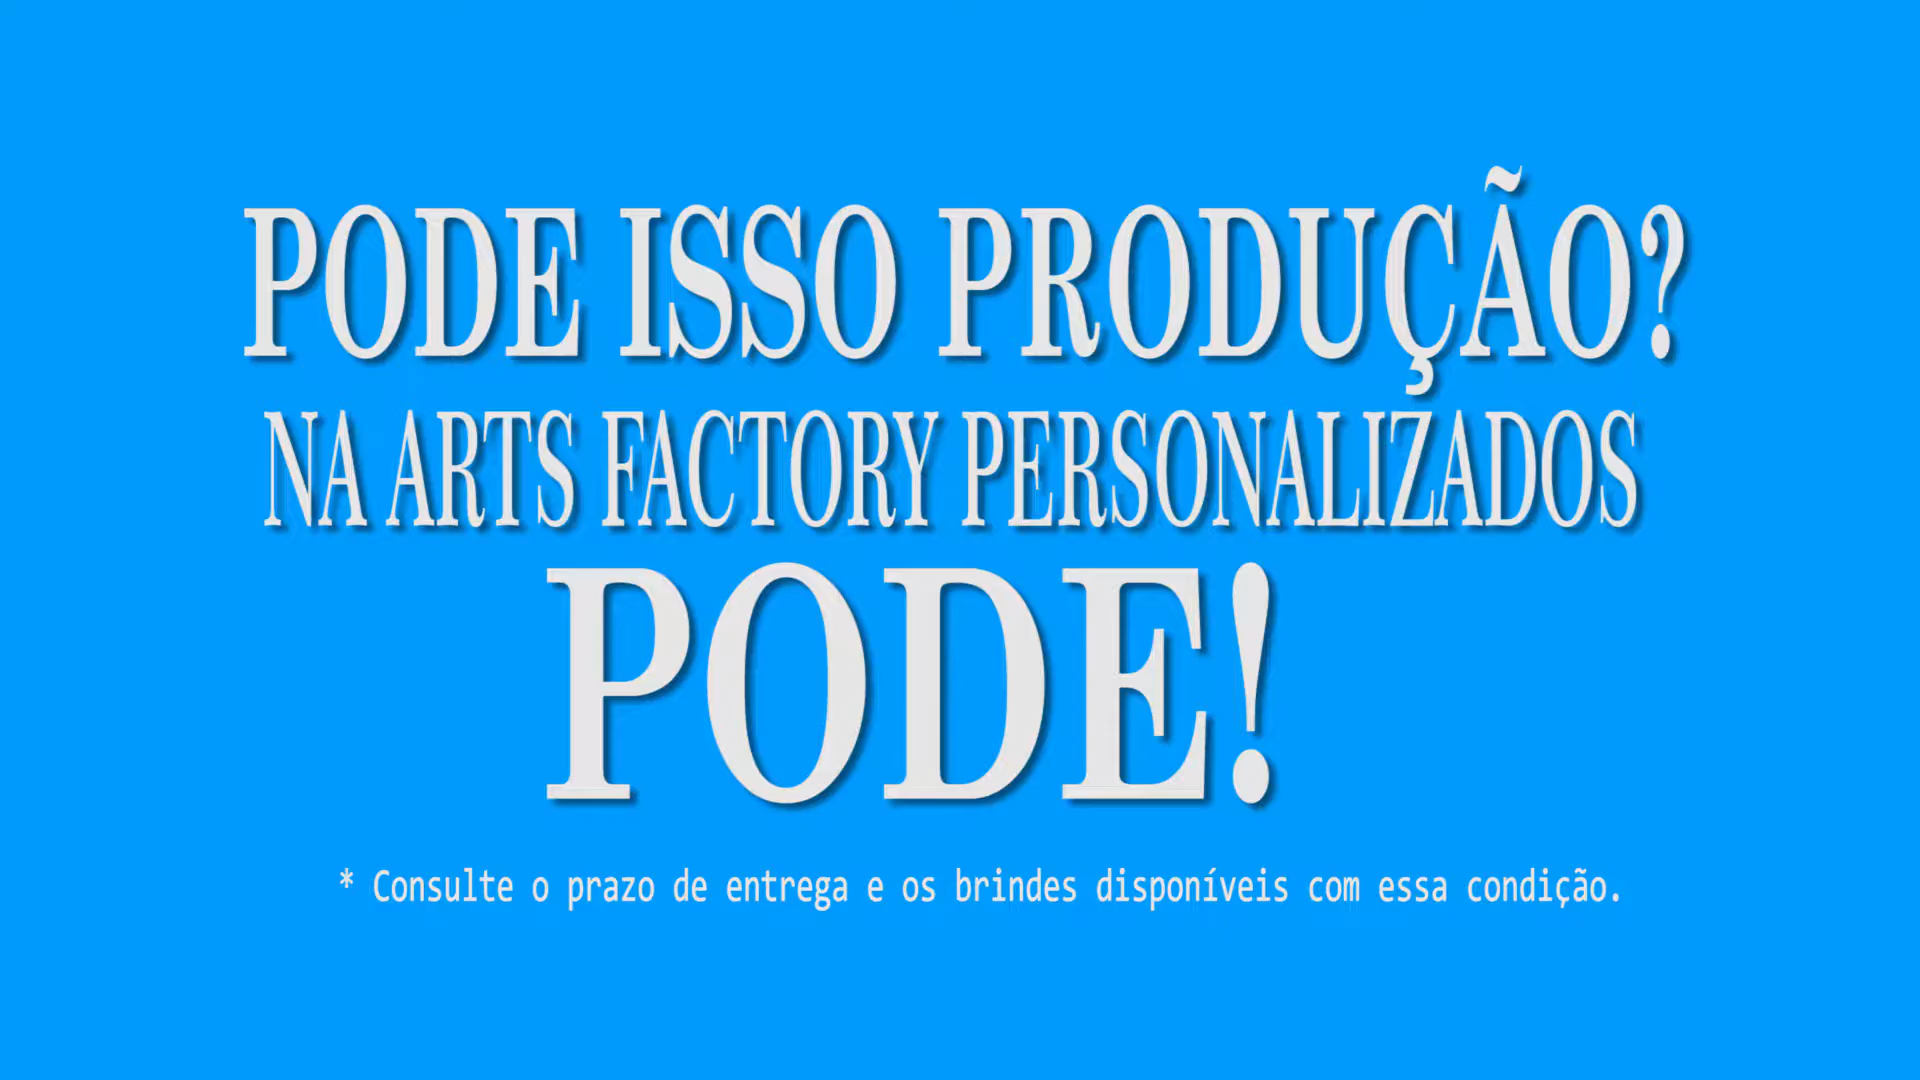 PODE ISSO PRODUÇÃO?
NA ARTS FACTORY PERSONALIZADOS
PODE!
* Consulte o prazo de entrega e os brindes disponíveis com essa condição.